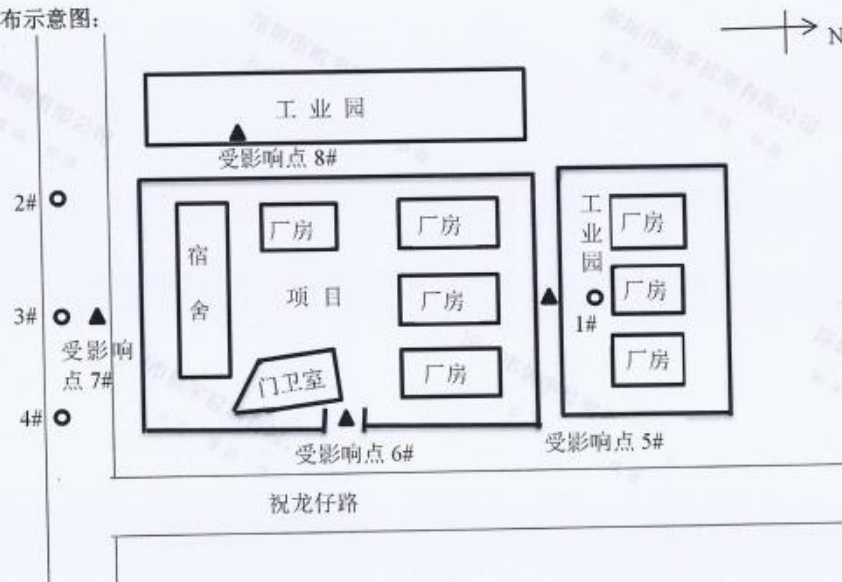 布示意图：
N
工业园
受影响点 8#
2#
宿舍
厂房
厂房
工业园
厂房
项目
厂房
厂房
1#
3#
受影响
点 7#
门卫室
厂房
厂房
4#
受影响点 6#
受影响点 5#
祝龙仔路